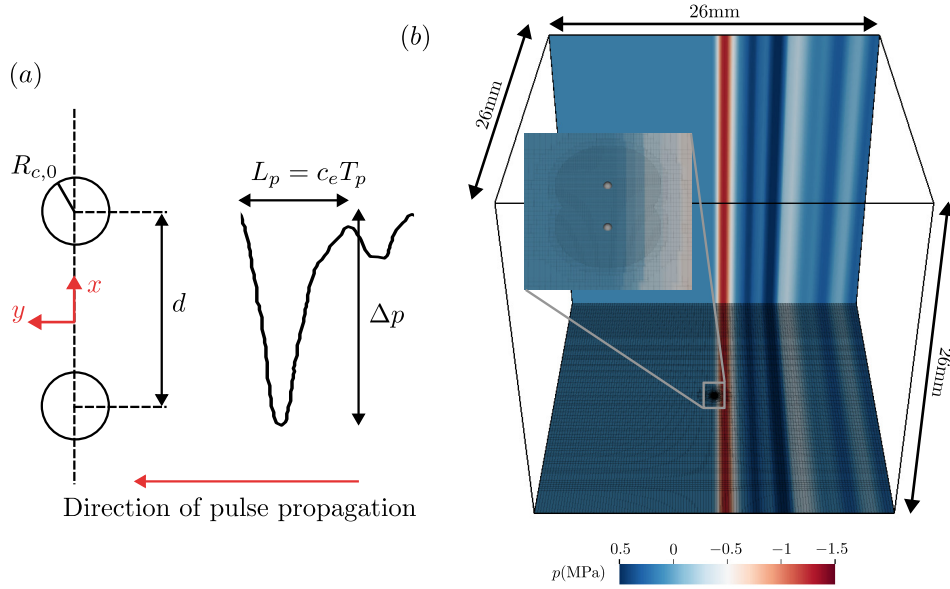 (a)
R_{c,0}
x
y
d
L_p = c_e T_p
Δp
Direction of pulse propagation
(b)
26mm
26mm
26mm
0.5 0 −0.5 −1 −1.5
p(MPa)